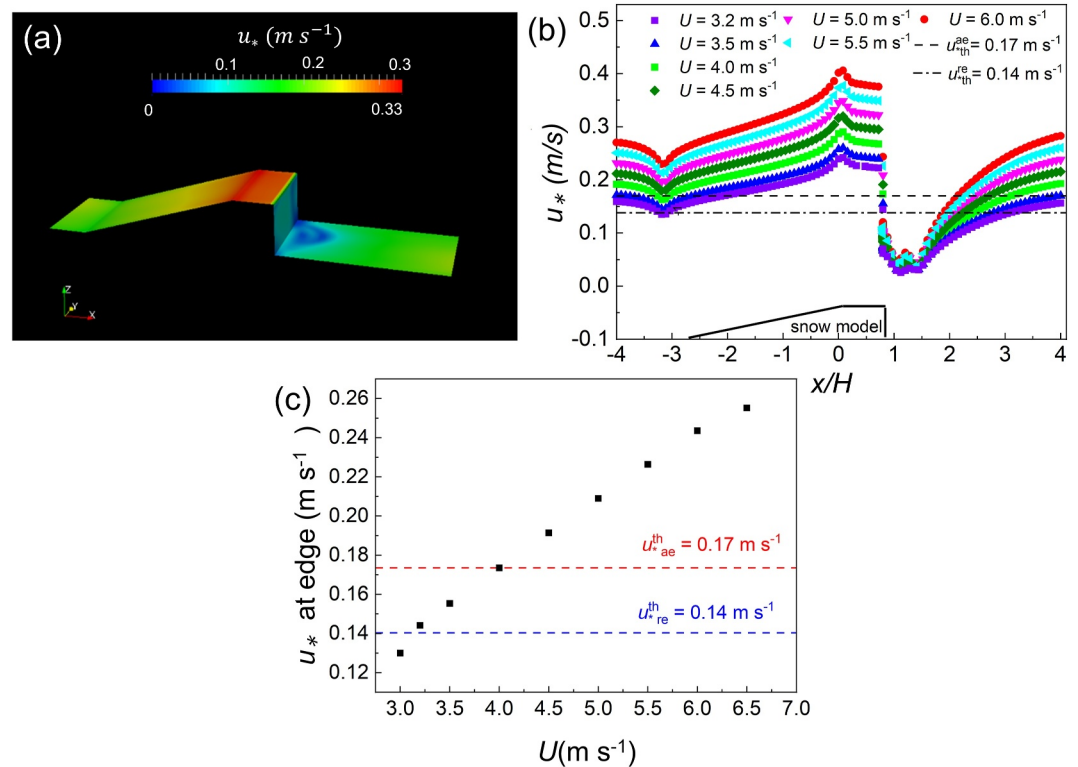 (a)
u* (m s⁻¹)
0.1 0.2 0.3
0 0.33
Z
Y
X
(b)
U = 3.2 m s⁻¹ U = 5.0 m s⁻¹ U = 6.0 m s⁻¹
U = 3.5 m s⁻¹ U = 5.5 m s⁻¹ u*th^ae = 0.17 m s⁻¹
U = 4.0 m s⁻¹ u*th^re = 0.14 m s⁻¹
U = 4.5 m s⁻¹
u* (m/s)
0.5
0.4
0.3
0.2
0.1
0.0
-0.1
snow model
-4 -3 -2 -1 0 1 2 3 4
x/H
(c)
u* at edge (m s⁻¹)
0.26
0.24
0.22
0.20
0.18
0.16
0.14
0.12
u*^th ae = 0.17 m s⁻¹
u*^th re = 0.14 m s⁻¹
3.0 3.5 4.0 4.5 5.0 5.5 6.0 6.5 7.0
U(m s⁻¹)